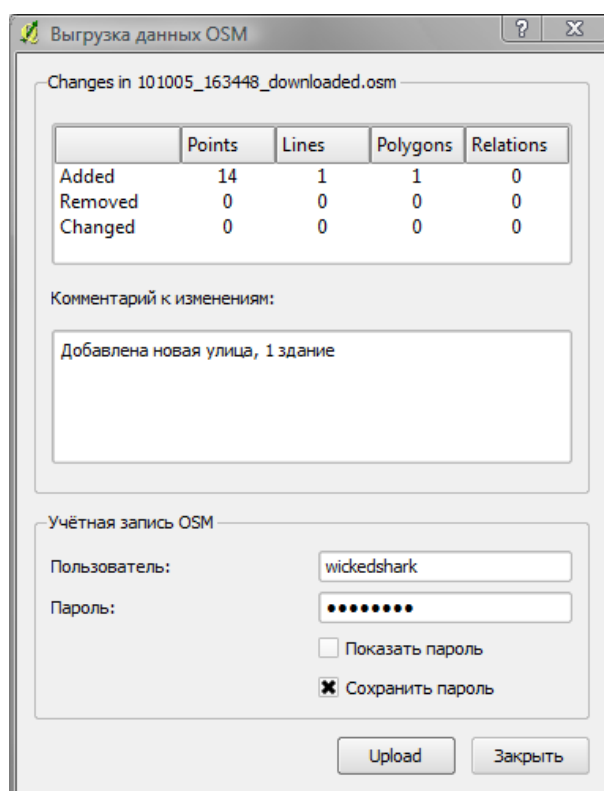 Выгрузка данных OSM
Changes in 101005_163448_downloaded.osm
Points Lines Polygons Relations
Added 14 1 1 0
Removed 0 0 0 0
Changed 0 0 0 0
Комментарий к изменениям:
Добавлена новая улица, 1 здание
Учётная запись OSM
Пользователь: wickedshark
Пароль: ●●●●●●●●
Показать пароль
Сохранить пароль
Upload Закрыть